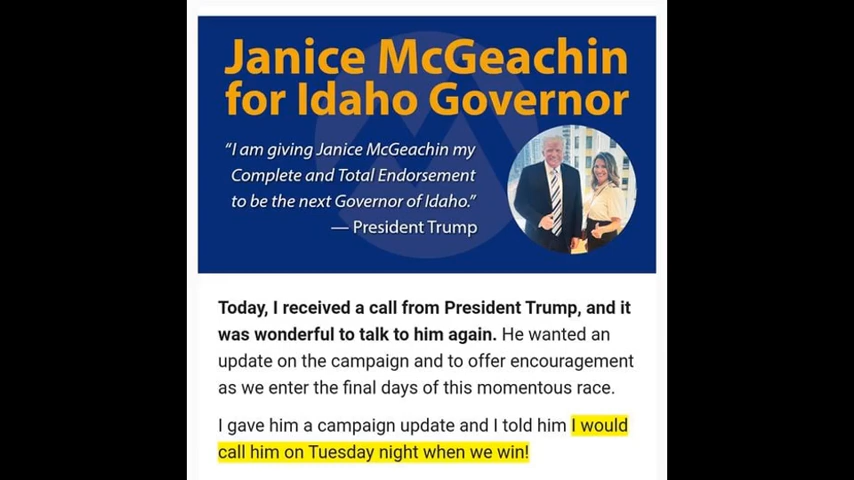 Janice McGeachin
for Idaho Governor
“I am giving Janice McGeachin my
Complete and Total Endorsement
to be the next Governor of Idaho.”
— President Trump
Today, I received a call from President Trump, and it
was wonderful to talk to him again. He wanted an
update on the campaign and to offer encouragement
as we enter the final days of this momentous race.
I gave him a campaign update and I told him I would
call him on Tuesday night when we win!